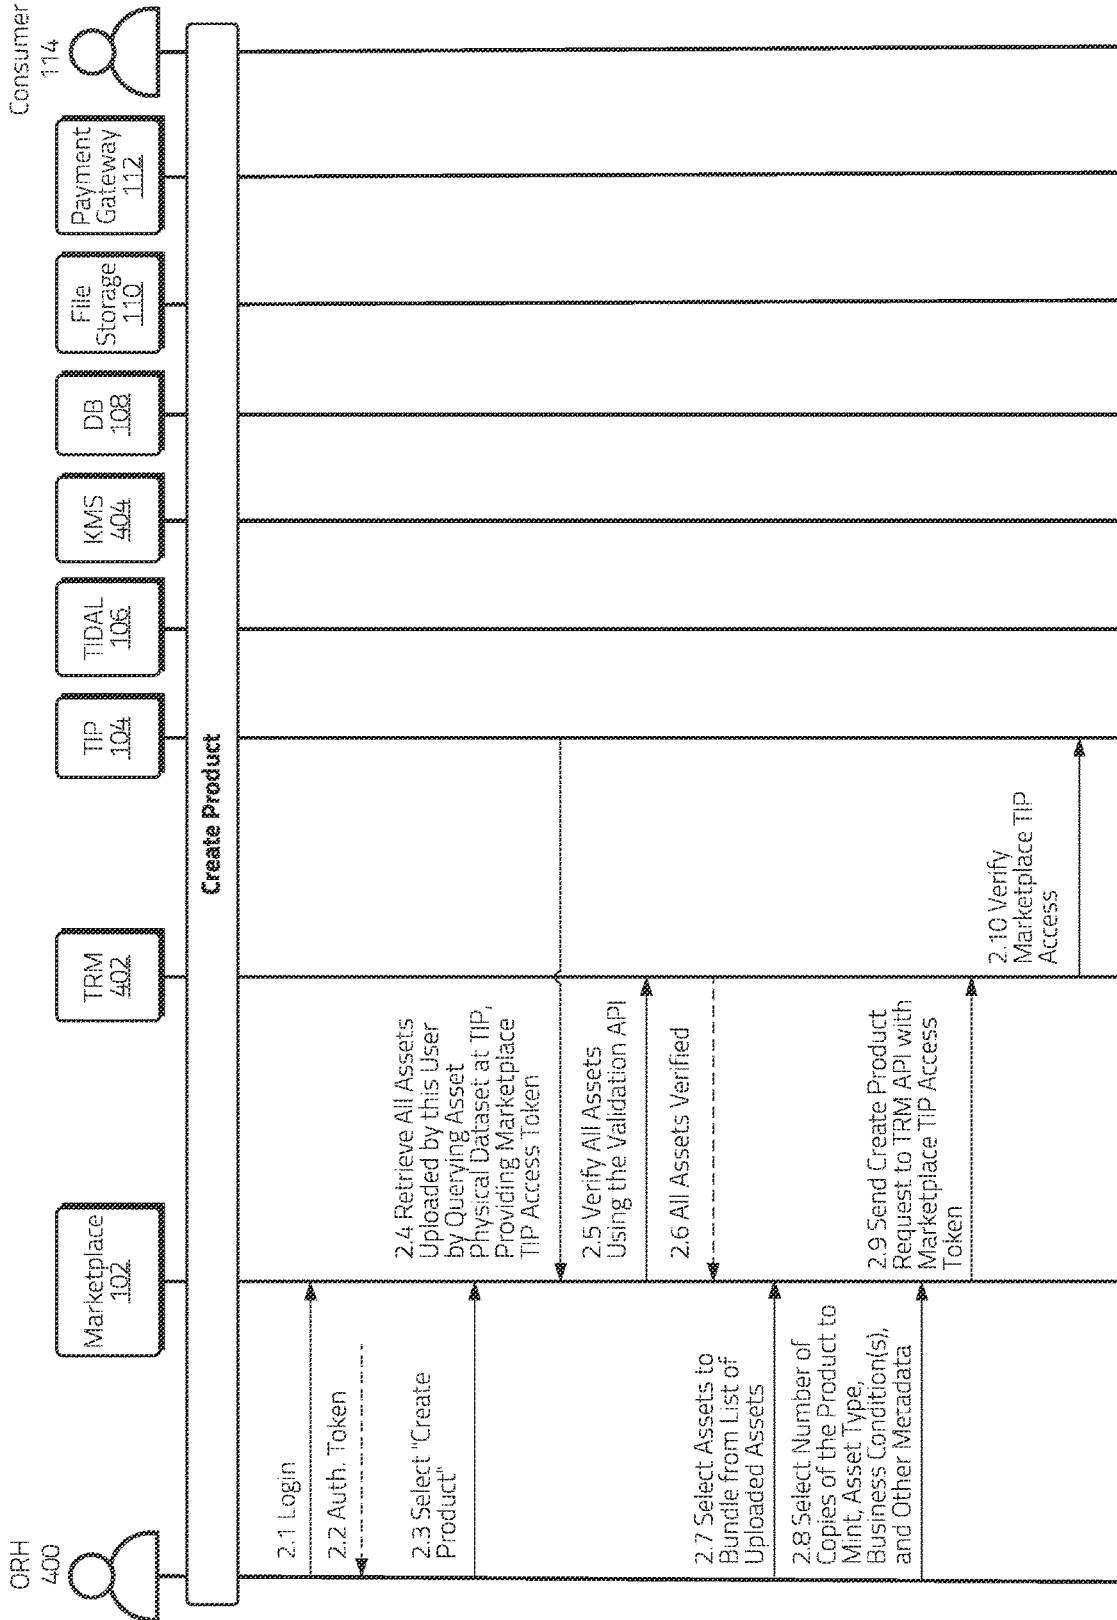 ORH
400
Marketplace
102
TRM
402
TIP
104
TIDAL
106
KMS
404
DB
108
File
Storage
110
Payment
Gateway
112
Consumer
114
Create Product
2.1 Login
2.2 Auth. Token
2.3 Select "Create
Product"
2.4 Retrieve All Assets
Uploaded by this User
by Querying Asset
Physical Dataset at TIP,
Providing Marketplace
TIP Access Token
2.5 Verify All Assets
Using the Validation API
2.6 All Assets Verified
2.7 Select Assets to
Bundle from List of
Uploaded Assets
2.8 Select Number of
Copies of the Product to
Mint, Asset Type,
Business Condition(s),
and Other Metadata
2.9 Send Create Product
Request to TRM API with
Marketplace TIP Access
Token
2.10 Verify
Marketplace TIP
Access